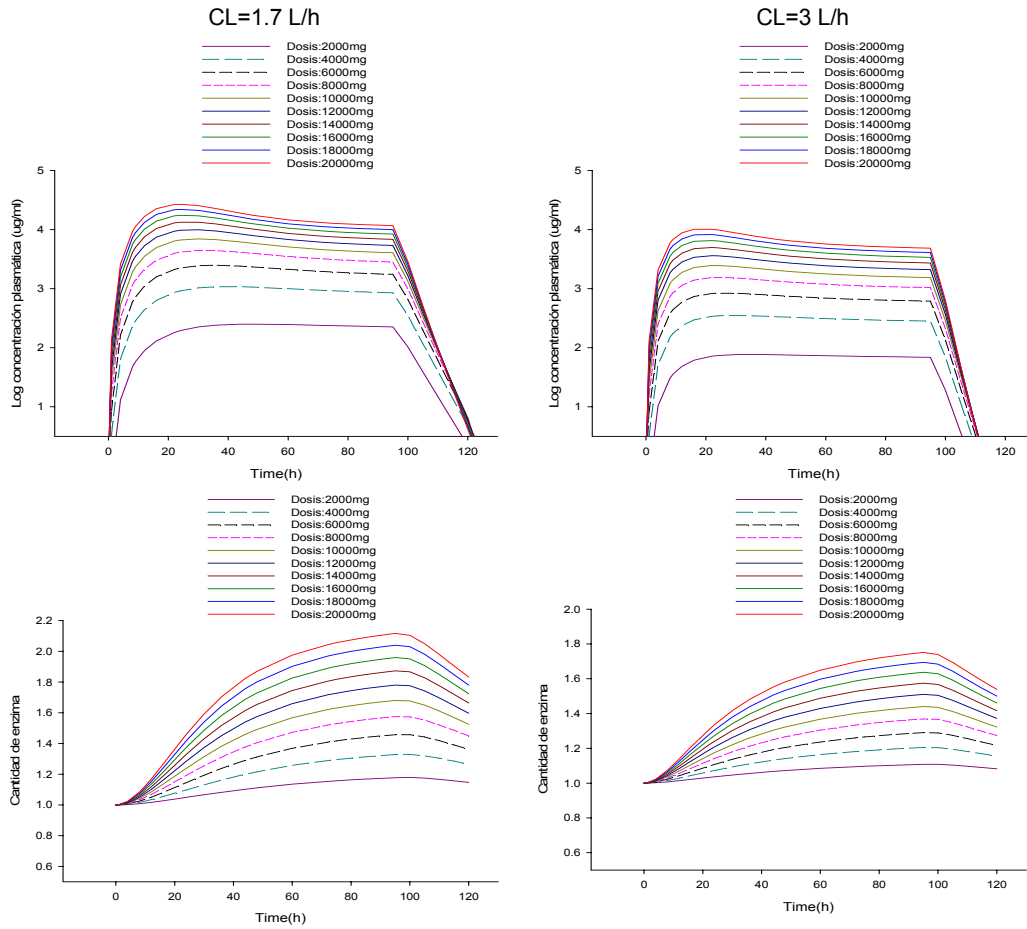 CL=1.7 L/h
Dosis:2000mg
Dosis:4000mg
Dosis:6000mg
Dosis:8000mg
Dosis:10000mg
Dosis:12000mg
Dosis:14000mg
Dosis:16000mg
Dosis:18000mg
Dosis:20000mg
Log concentración plasmática (ug/ml)
5
4
3
2
1
0 20 40 60 80 100 120
Time(h)
CL=3 L/h
Dosis:2000mg
Dosis:4000mg
Dosis:6000mg
Dosis:8000mg
Dosis:10000mg
Dosis:12000mg
Dosis:14000mg
Dosis:16000mg
Dosis:18000mg
Dosis:20000mg
Log concentración plasmática (ug/ml)
5
4
3
2
1
0 20 40 60 80 100 120
Time(h)
Dosis:2000mg
Dosis:4000mg
Dosis:6000mg
Dosis:8000mg
Dosis:10000mg
Dosis:12000mg
Dosis:14000mg
Dosis:16000mg
Dosis:18000mg
Dosis:20000mg
Cantidad de enzima
2.2
2.0
1.8
1.6
1.4
1.2
1.0
0.8
0.6
0 20 40 60 80 100 120
Time(h)
Dosis:2000mg
Dosis:4000mg
Dosis:6000mg
Dosis:8000mg
Dosis:10000mg
Dosis:12000mg
Dosis:14000mg
Dosis:16000mg
Dosis:18000mg
Dosis:20000mg
Cantidad de enzima
2.0
1.8
1.6
1.4
1.2
1.0
0.8
0.6
0 20 40 60 80 100 120
Time(h)